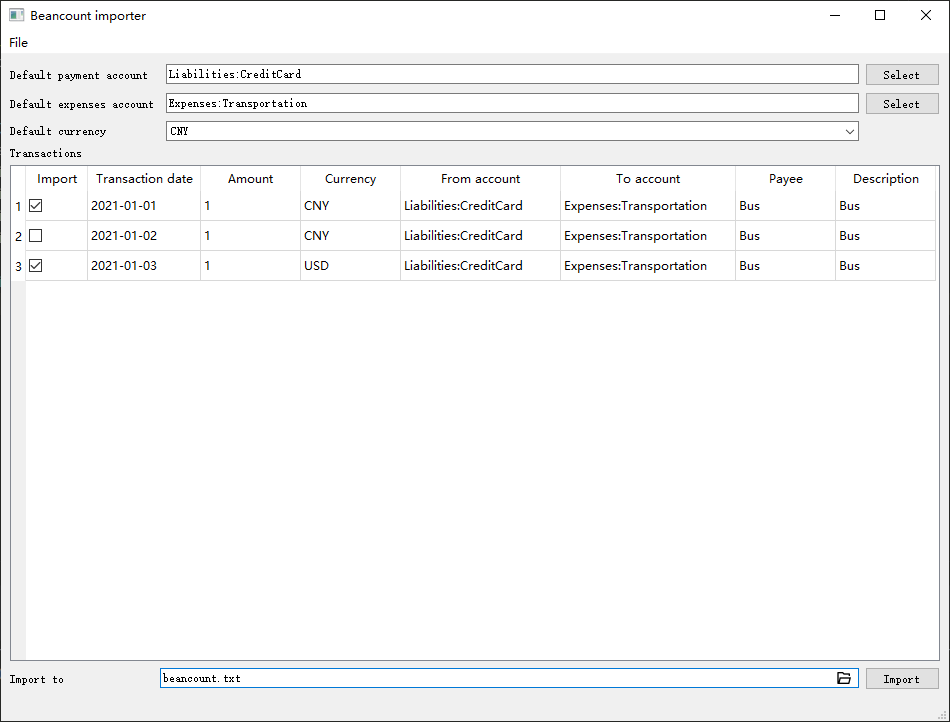 Beancount importer
File
Default payment account Liabilities:CreditCard Select
Default expenses account Expenses:Transportation Select
Default currency CNY
Transactions
Import Transaction date Amount Currency From account To account Payee Description
1 2021-01-01 1 CNY Liabilities:CreditCard Expenses:Transportation Bus Bus
2 2021-01-02 1 CNY Liabilities:CreditCard Expenses:Transportation Bus Bus
3 2021-01-03 1 USD Liabilities:CreditCard Expenses:Transportation Bus Bus
Import to beancount.txt Import